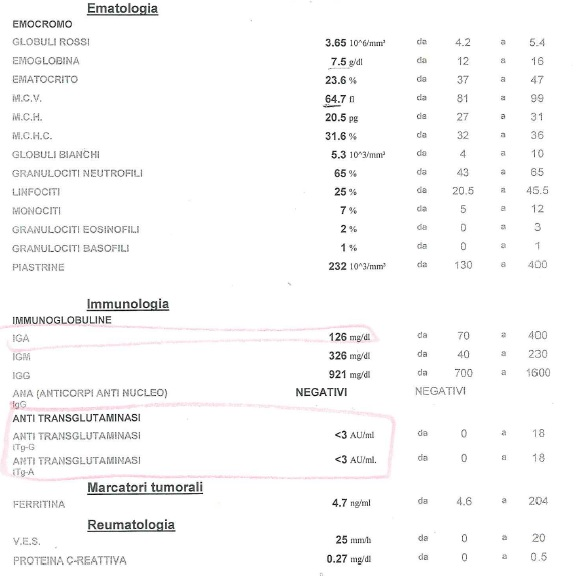 Ematologia
EMOCROMO
GLOBULI ROSSI 3.65 10^6/mm³ da 4.2 a 5.4
EMOGLOBINA 7.5 g/dl da 12 a 16
EMATOCRITO 23.6 % da 37 a 47
M.C.V. 64.7 fl da 81 a 99
M.C.H. 20.5 pg da 27 a 31
M.C.H.C. 31.6 % da 32 a 36
GLOBULI BIANCHI 5.3 10^3/mm³ da 4 a 10
GRANULOCITI NEUTROFILI 65 % da 43 a 65
LINFOCITI 25 % da 20.5 a 45.5
MONOCITI 7 % da 5 a 12
GRANULOCITI EOSINOFILI 2 % da 0 a 3
GRANULOCITI BASOFILI 1 % da 0 a 1
PIASTRINE 232 10^3/mm³ da 130 a 400
Immunologia
IMMUNOGLOBULINE
IGA 126 mg/dl da 70 a 400
IGM 326 mg/dl da 40 a 230
IGG 921 mg/dl da 700 a 1600
ANA (ANTICORPI ANTI NUCLEO) NEGATIVI NEGATIVI
IgG
ANTI TRANSGLUTAMINASI
ANTI TRANSGLUTAMINASI <3 AU/ml da 0 a 18
iTg-G
ANTI TRANSGLUTAMINASI <3 AU/ml. da 0 a 18
iTg-A
Marcatori tumorali
FERRITINA 4.7 ng/ml da 4.6 a 204
Reumatologia
V.E.S. 25 mm/h da 0 a 20
PROTEINA C-REATTIVA 0.27 mg/dl da 0 a 0.5